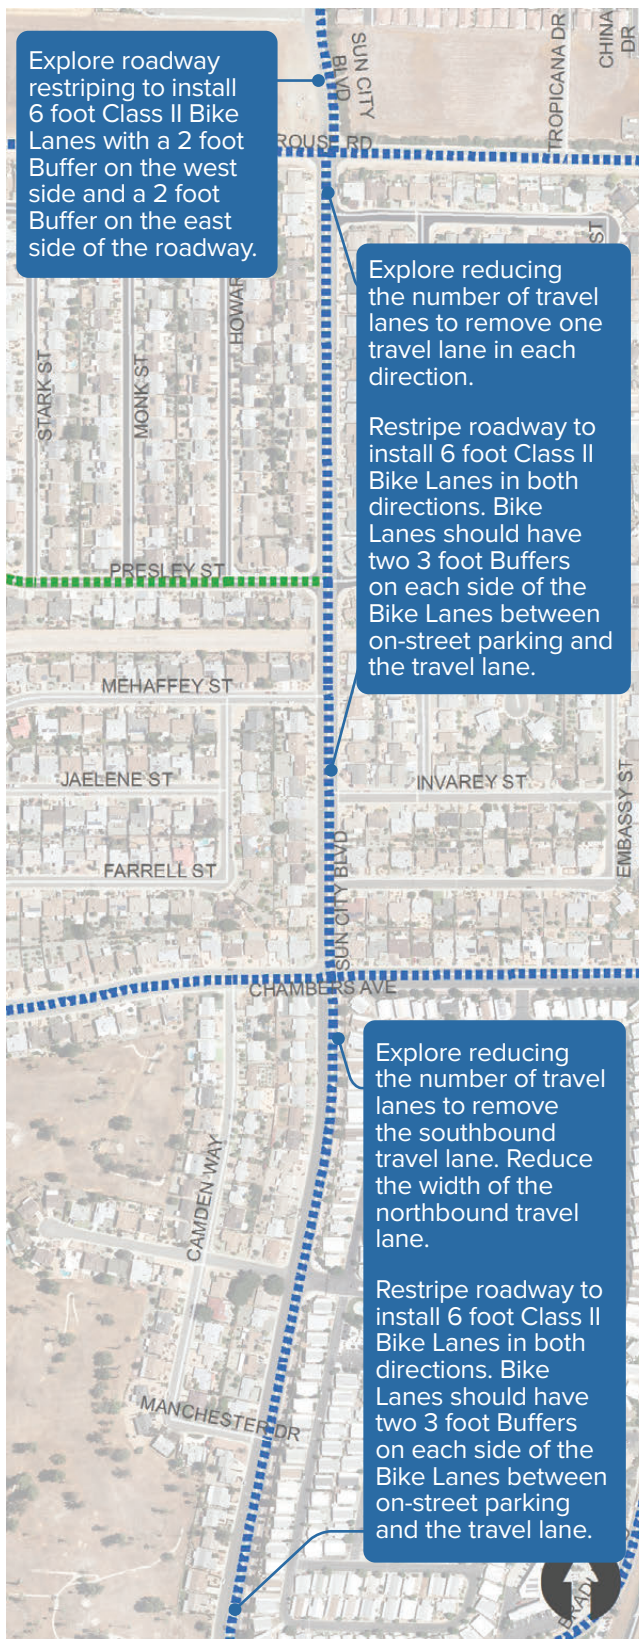 SUN CITY
BLVD
TROPICANA DR
CHINA
DR
Explore roadway
restriping to install
6 foot Class II Bike
Lanes with a 2 foot
Buffer on the west
side and a 2 foot
Buffer on the east
side of the roadway.
ROUSE RD
ST
HOWAR
STARK ST
MONK ST
Explore reducing
the number of travel
lanes to remove one
travel lane in each
direction.
Restripe roadway to
install 6 foot Class II
Bike Lanes in both
directions. Bike
Lanes should have
two 3 foot Buffers
on each side of the
Bike Lanes between
on-street parking and
the travel lane.
PRESLEY ST
MEHAFFEY ST
JAELENE ST
INVAREY ST
EMBASSY ST
FARRELL ST
SUN CITY BLVD
CHAMBERS AVE
Explore reducing
the number of travel
lanes to remove
the southbound
travel lane. Reduce
the width of the
northbound travel
lane.
Restripe roadway to
install 6 foot Class II
Bike Lanes in both
directions. Bike
Lanes should have
two 3 foot Buffers
on each side of the
Bike Lanes between
on-street parking
and the travel lane.
CAMDEN WAY
MANCHESTER DR